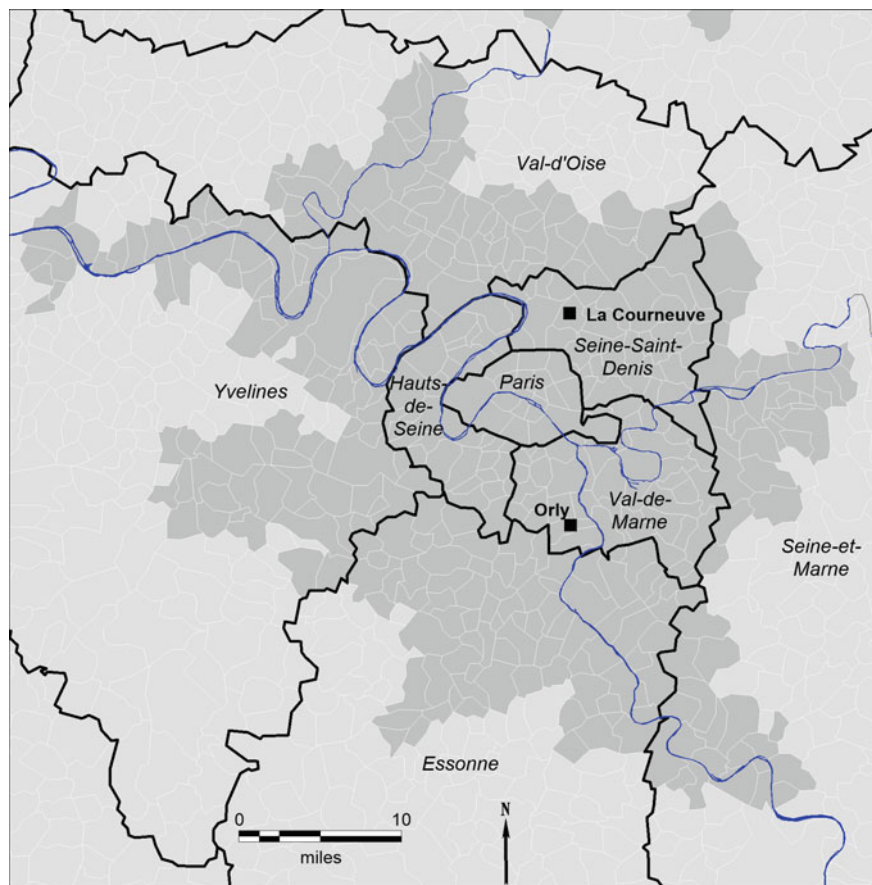 Val-d'Oise
La Courneuve
Seine-Saint-
Denis
Yvelines
Hauts-
de-
Seine
Paris
Orly
Val-de-
Marne
Seine-et-
Marne
Essonne
0 10
miles
N